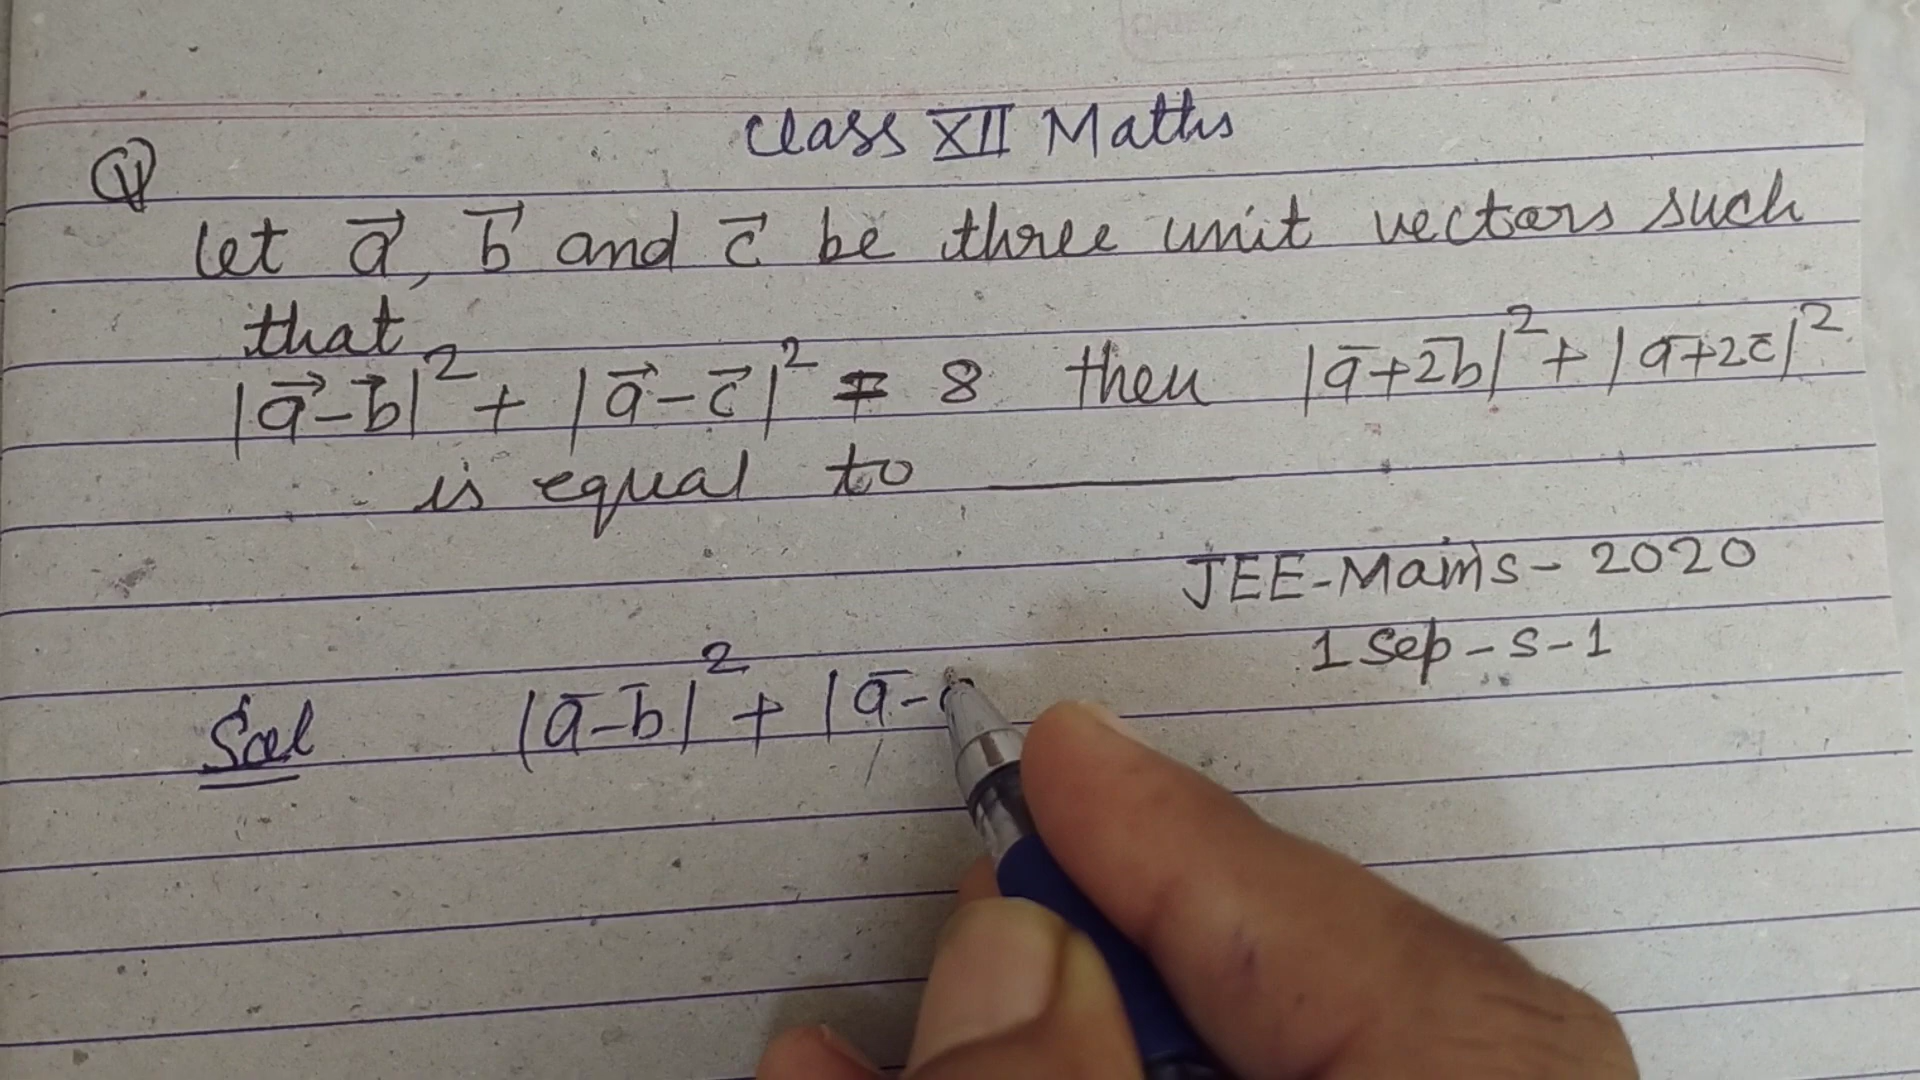 Class XII Maths
Q
Let a⃗, b⃗ and c⃗ be three unit vectors such
that
|a⃗-b⃗|² + |a⃗-c⃗|² = 8 then |a̅+2b̅|² + |a̅+2c̅|²
is equal to ______
JEE-Mains-2020
1 Sep-S-1
Sol |a̅-b̅|² + |a̅-